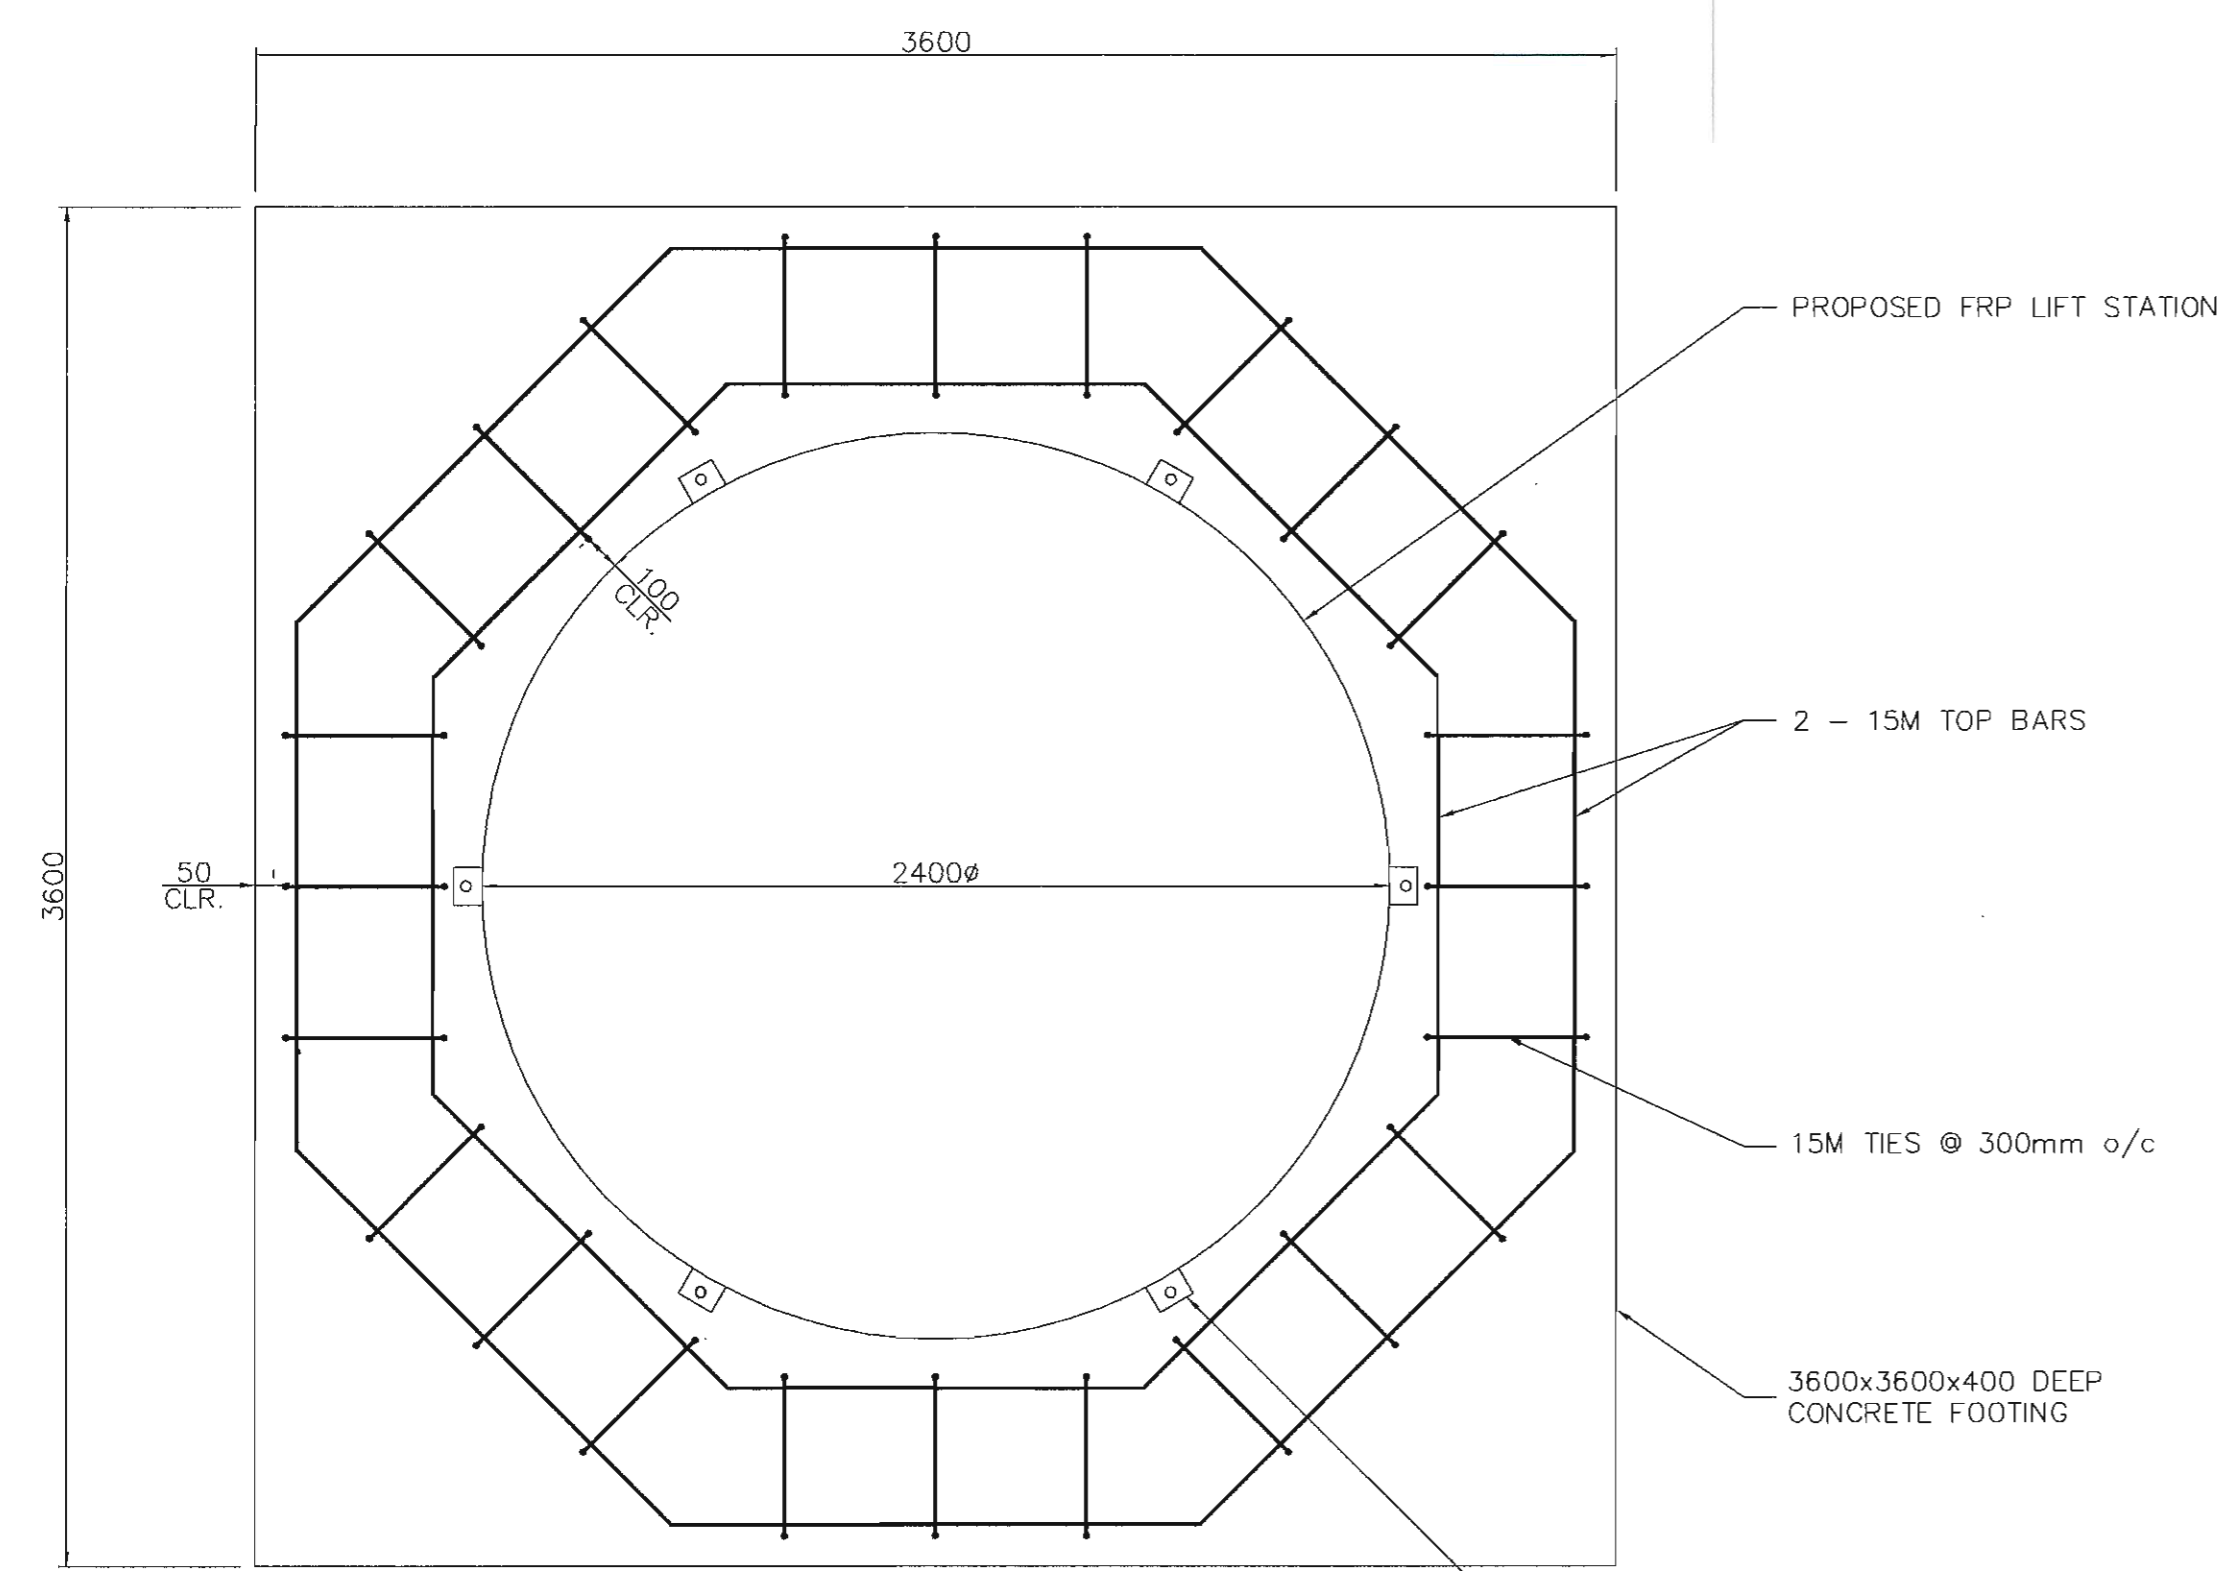 3600
PROPOSED FRP LIFT STATION
100
CLR.
2 – 15M TOP BARS
3600
50
CLR.
2400ø
15M TIES @ 300mm o/c
3600x3600x400 DEEP
CONCRETE FOOTING